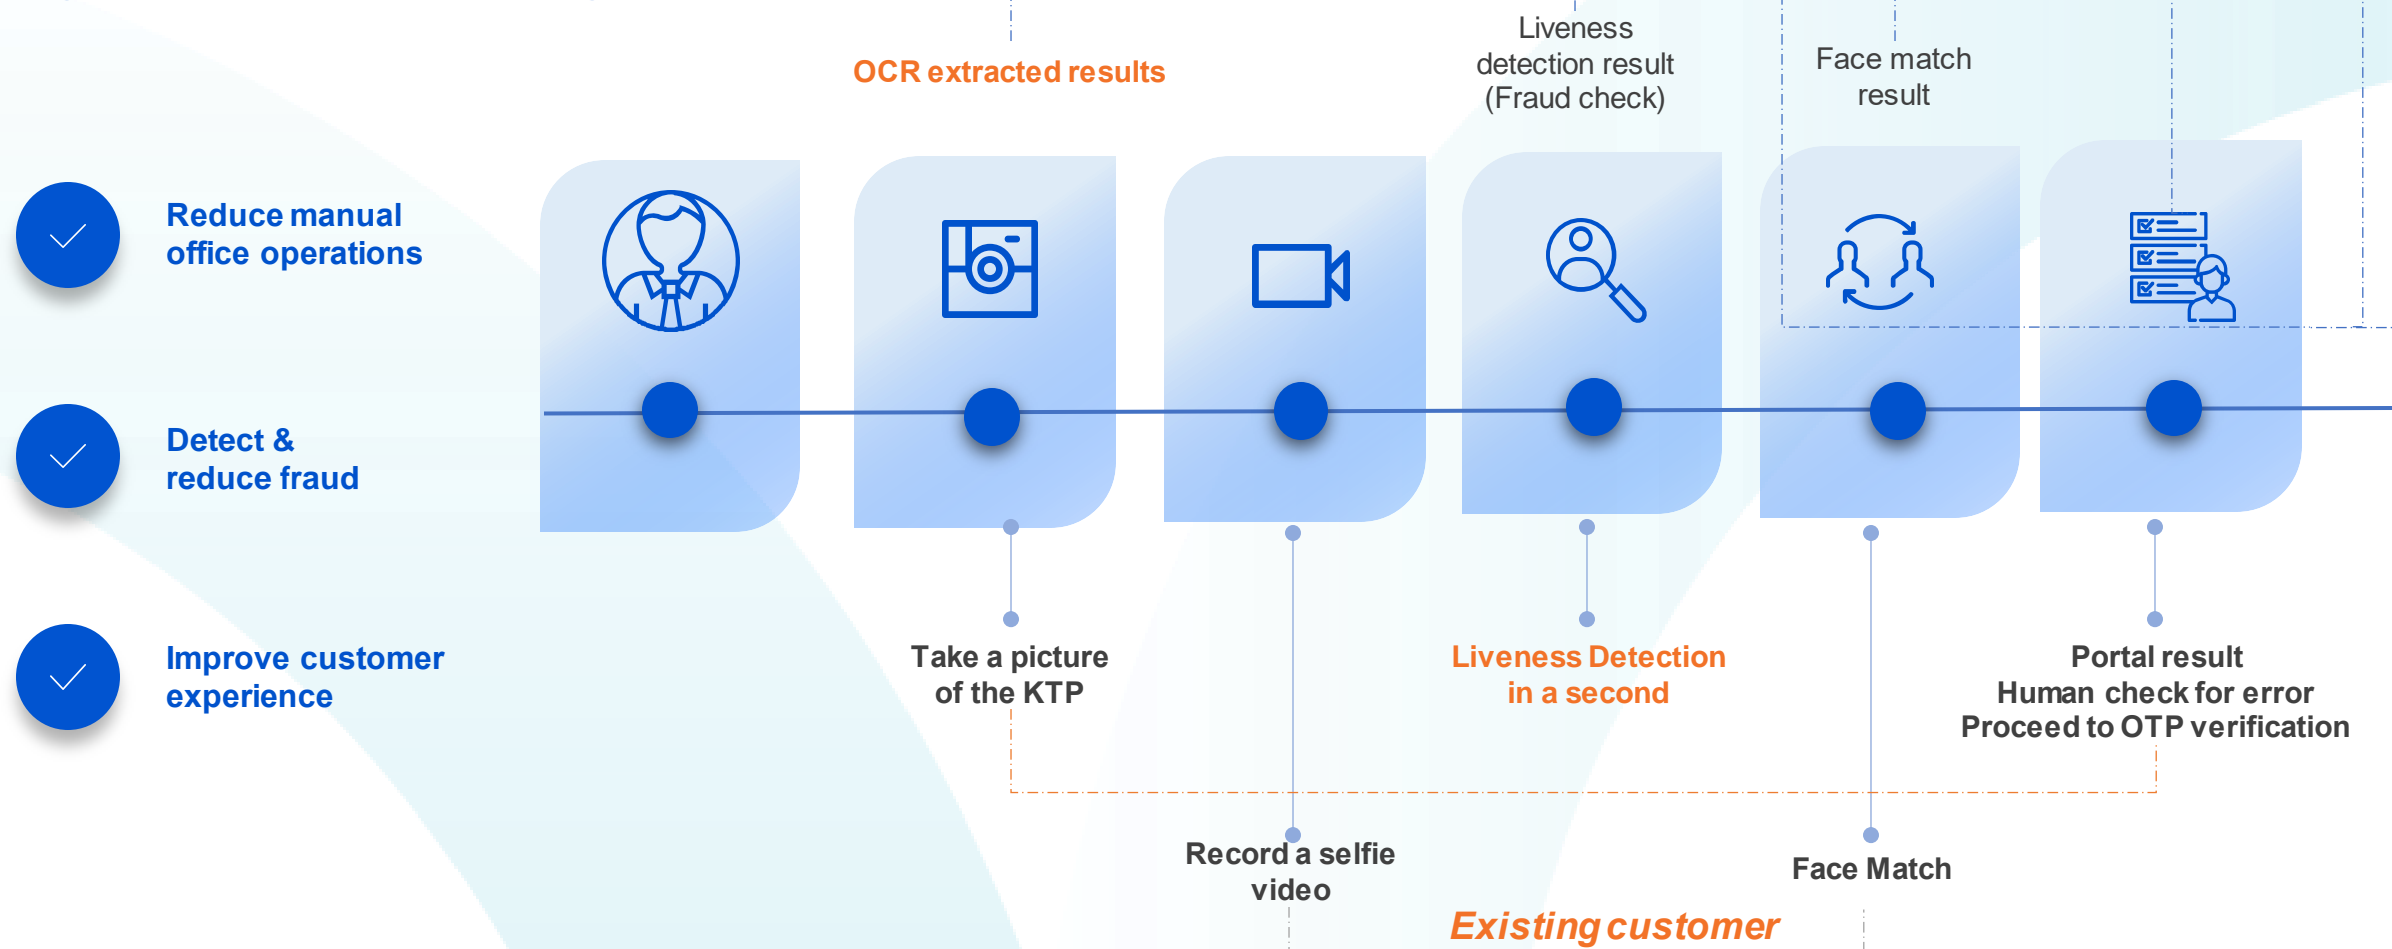 OCR extracted results
Liveness
detection result
(Fraud check)
Face match
result
Reduce manual
office operations
Detect &
reduce fraud
Improve customer
experience
Take a picture
of the KTP
Liveness Detection
in a second
Portal result
Human check for error
Proceed to OTP verification
Record a selfie
video
Face Match
Existing customer